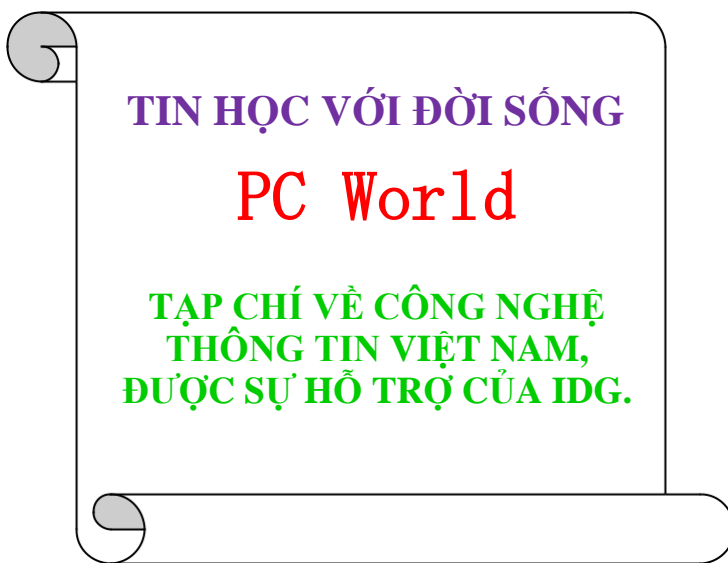 TIN HỌC VỚI ĐỜI SỐNG
PC World
TẠP CHÍ VỀ CÔNG NGHỆ
THÔNG TIN VIỆT NAM,
ĐƯỢC SỰ HỖ TRỢ CỦA IDG.